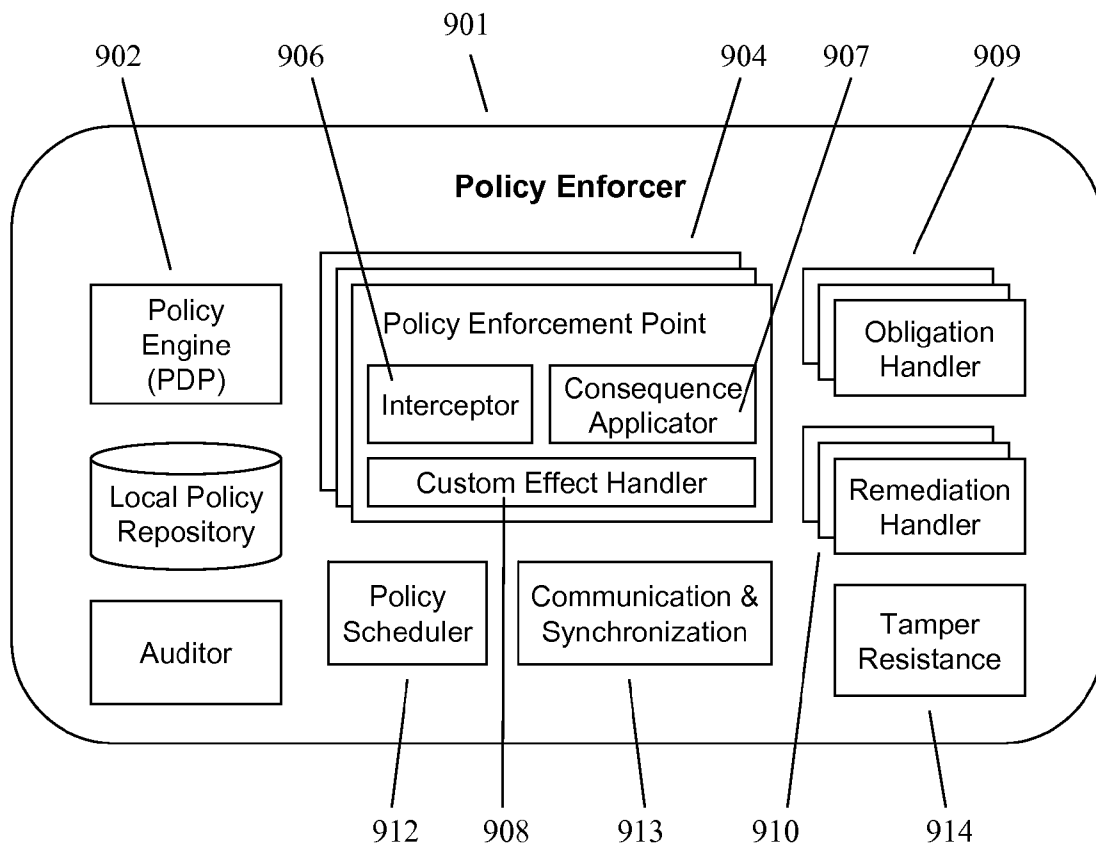 901
902
906
904
907
909
Policy Enforcer
Policy
Engine
(PDP)
Policy Enforcement Point
Interceptor
Consequence
Applicator
Custom Effect Handler
Obligation
Handler
Local Policy
Repository
Remediation
Handler
Auditor
Policy
Scheduler
Communication &
Synchronization
Tamper
Resistance
912
908
913
910
914